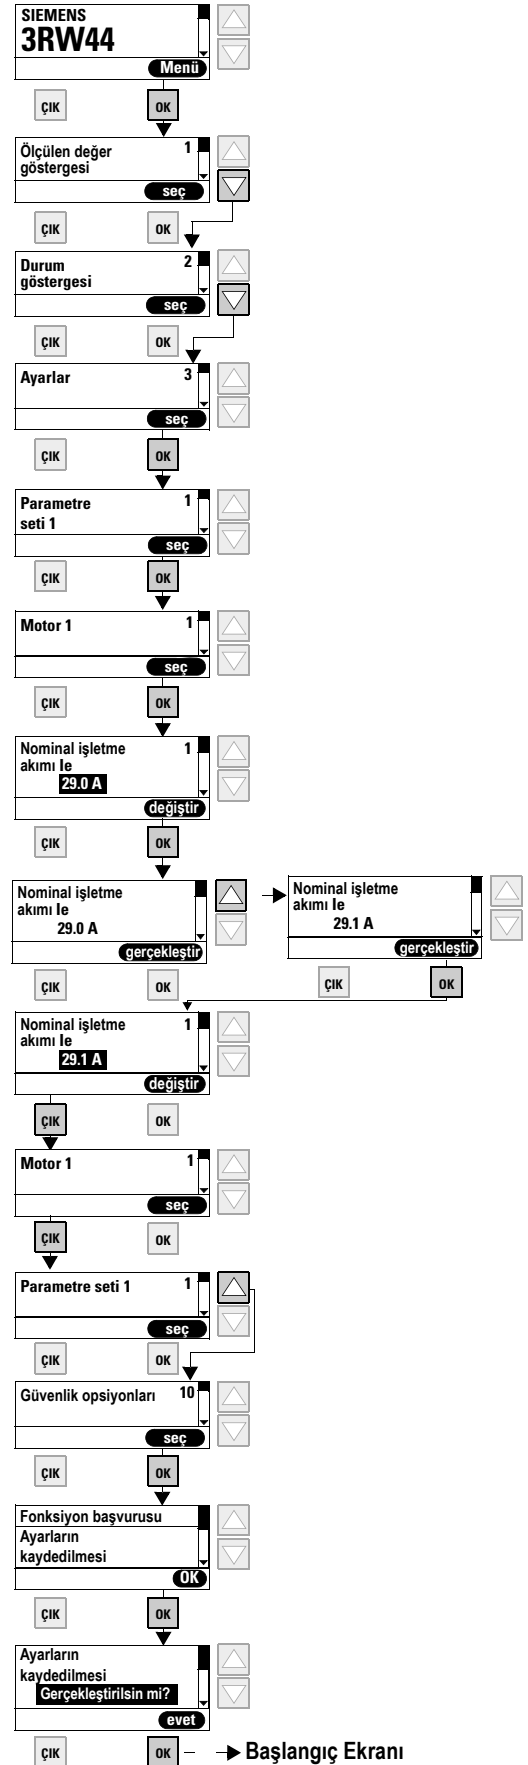 SIEMENS
3RW44
Menü
ÇIK OK
Ölçülen değer 1
göstergesi
seç
ÇIK OK
Durum 2
göstergesi
seç
ÇIK OK
Ayarlar 3
seç
ÇIK OK
Parametre 1
seti 1
seç
ÇIK OK
Motor 1 1
seç
ÇIK OK
Nominal işletme 1
akımı Ie
29.0 A
değiştir
ÇIK OK
Nominal işletme
akımı Ie
29.0 A
gerçekleştir
ÇIK OK
Nominal işletme
akımı Ie
29.1 A
gerçekleştir
ÇIK OK
Nominal işletme 1
akımı Ie
29.1 A
değiştir
ÇIK OK
Motor 1 1
seç
ÇIK OK
Parametre seti 1 1
seç
ÇIK OK
Güvenlik opsiyonları 10
seç
ÇIK OK
Fonksiyon başvurusu
Ayarların
kaydedilmesi
OK
ÇIK OK
Ayarların
kaydedilmesi
Gerçekleştirilsin mi?
evet
ÇIK OK Başlangıç Ekranı